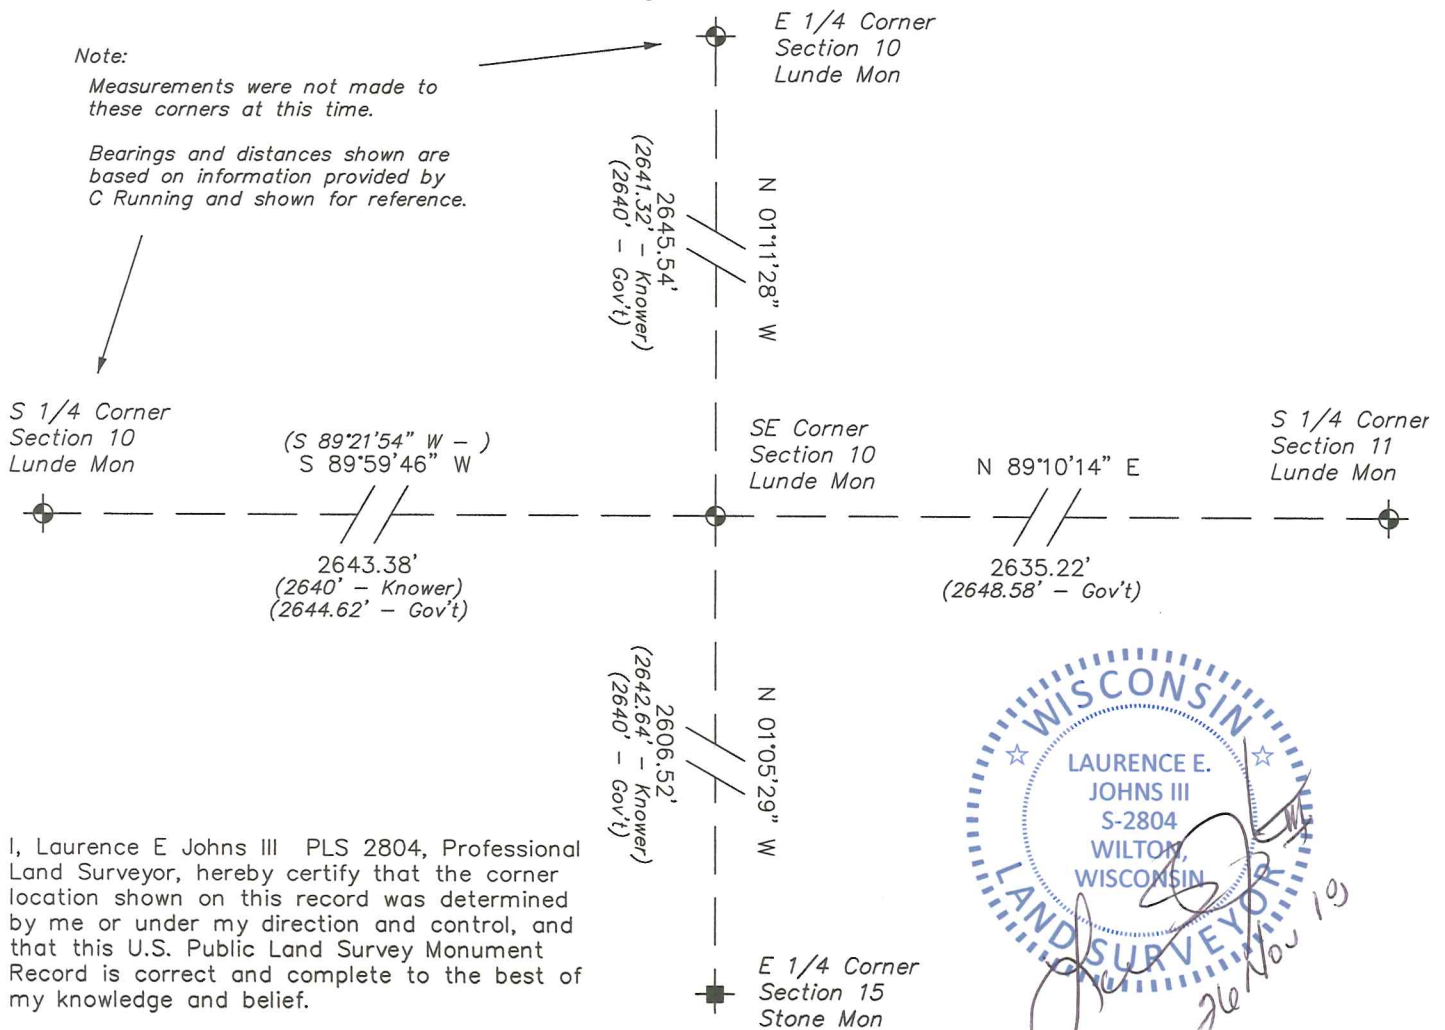 E 1/4 Corner
Section 10
Lunde Mon
Note:
Measurements were not made to
these corners at this time.
Bearings and distances shown are
based on information provided by
C Running and shown for reference.
N 01°11'28" W
2645.54'
(2641.32' – Knower)
(2640' – Gov't)
S 1/4 Corner
Section 10
Lunde Mon
(S 89°21'54" W – )
S 89°59'46" W
2643.38'
(2640' – Knower)
(2644.62' – Gov't)
SE Corner
Section 10
Lunde Mon
N 89°10'14" E
2635.22'
(2648.58' – Gov't)
S 1/4 Corner
Section 11
Lunde Mon
N 01°05'29" W
2606.52'
(2642.64' – Knower)
(2640' – Gov't)
I, Laurence E Johns III PLS 2804, Professional
Land Surveyor, hereby certify that the corner
location shown on this record was determined
by me or under my direction and control, and
that this U.S. Public Land Survey Monument
Record is correct and complete to the best of
my knowledge and belief.
E 1/4 Corner
Section 15
Stone Mon
WISCONSIN
LAURENCE E.
JOHNS III
S-2804
WILTON,
WISCONSIN
LAND SURVEYOR
26 Nov 19